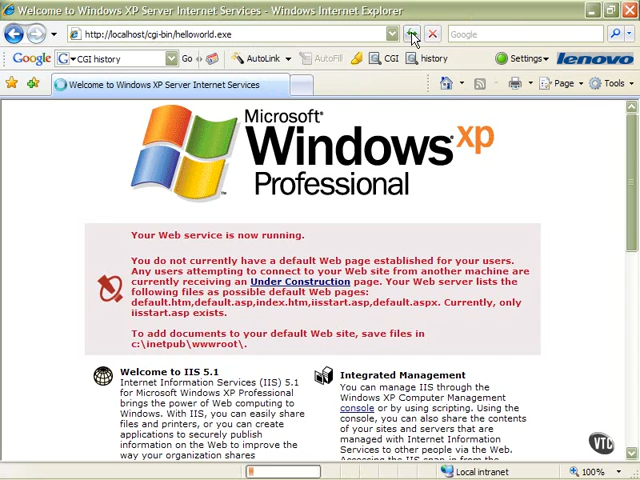 Welcome to Windows XP Server Internet Services - Windows Internet Explorer
http://localhost/cgi-bin/helloworld.exe
Google
Google
CGI history
Go
AutoLink
AutoFill
CGI
history
Settings
lenovo
Welcome to Windows XP Server Internet Services
Page
Tools
Microsoft®
Windows xp
Professional
Your Web service is now running.
You do not currently have a default Web page established for your users.
Any users attempting to connect to your Web site from another machine are
currently receiving an Under Construction page. Your Web server lists the
following files as possible default Web pages:
default.htm,default.asp,index.htm,iisstart.asp,default.aspx. Currently, only
iisstart.asp exists.
To add documents to your default Web site, save files in
c:\inetpub\wwwroot\.
Welcome to IIS 5.1
Internet Information Services (IIS) 5.1
for Microsoft Windows XP Professional
brings the power of Web computing to
Windows. With IIS, you can easily share
files and printers, or you can create
applications to securely publish
information on the Web to improve the
way your organization shares
Integrated Management
You can manage IIS through the
Windows XP Computer Management
console or by using scripting. Using the
console, you can also share the contents
of your sites and servers that are
managed with Internet Information
Services to other people via the Web.
Accessing the IIS snap-in from the
VTC
Local intranet
100%